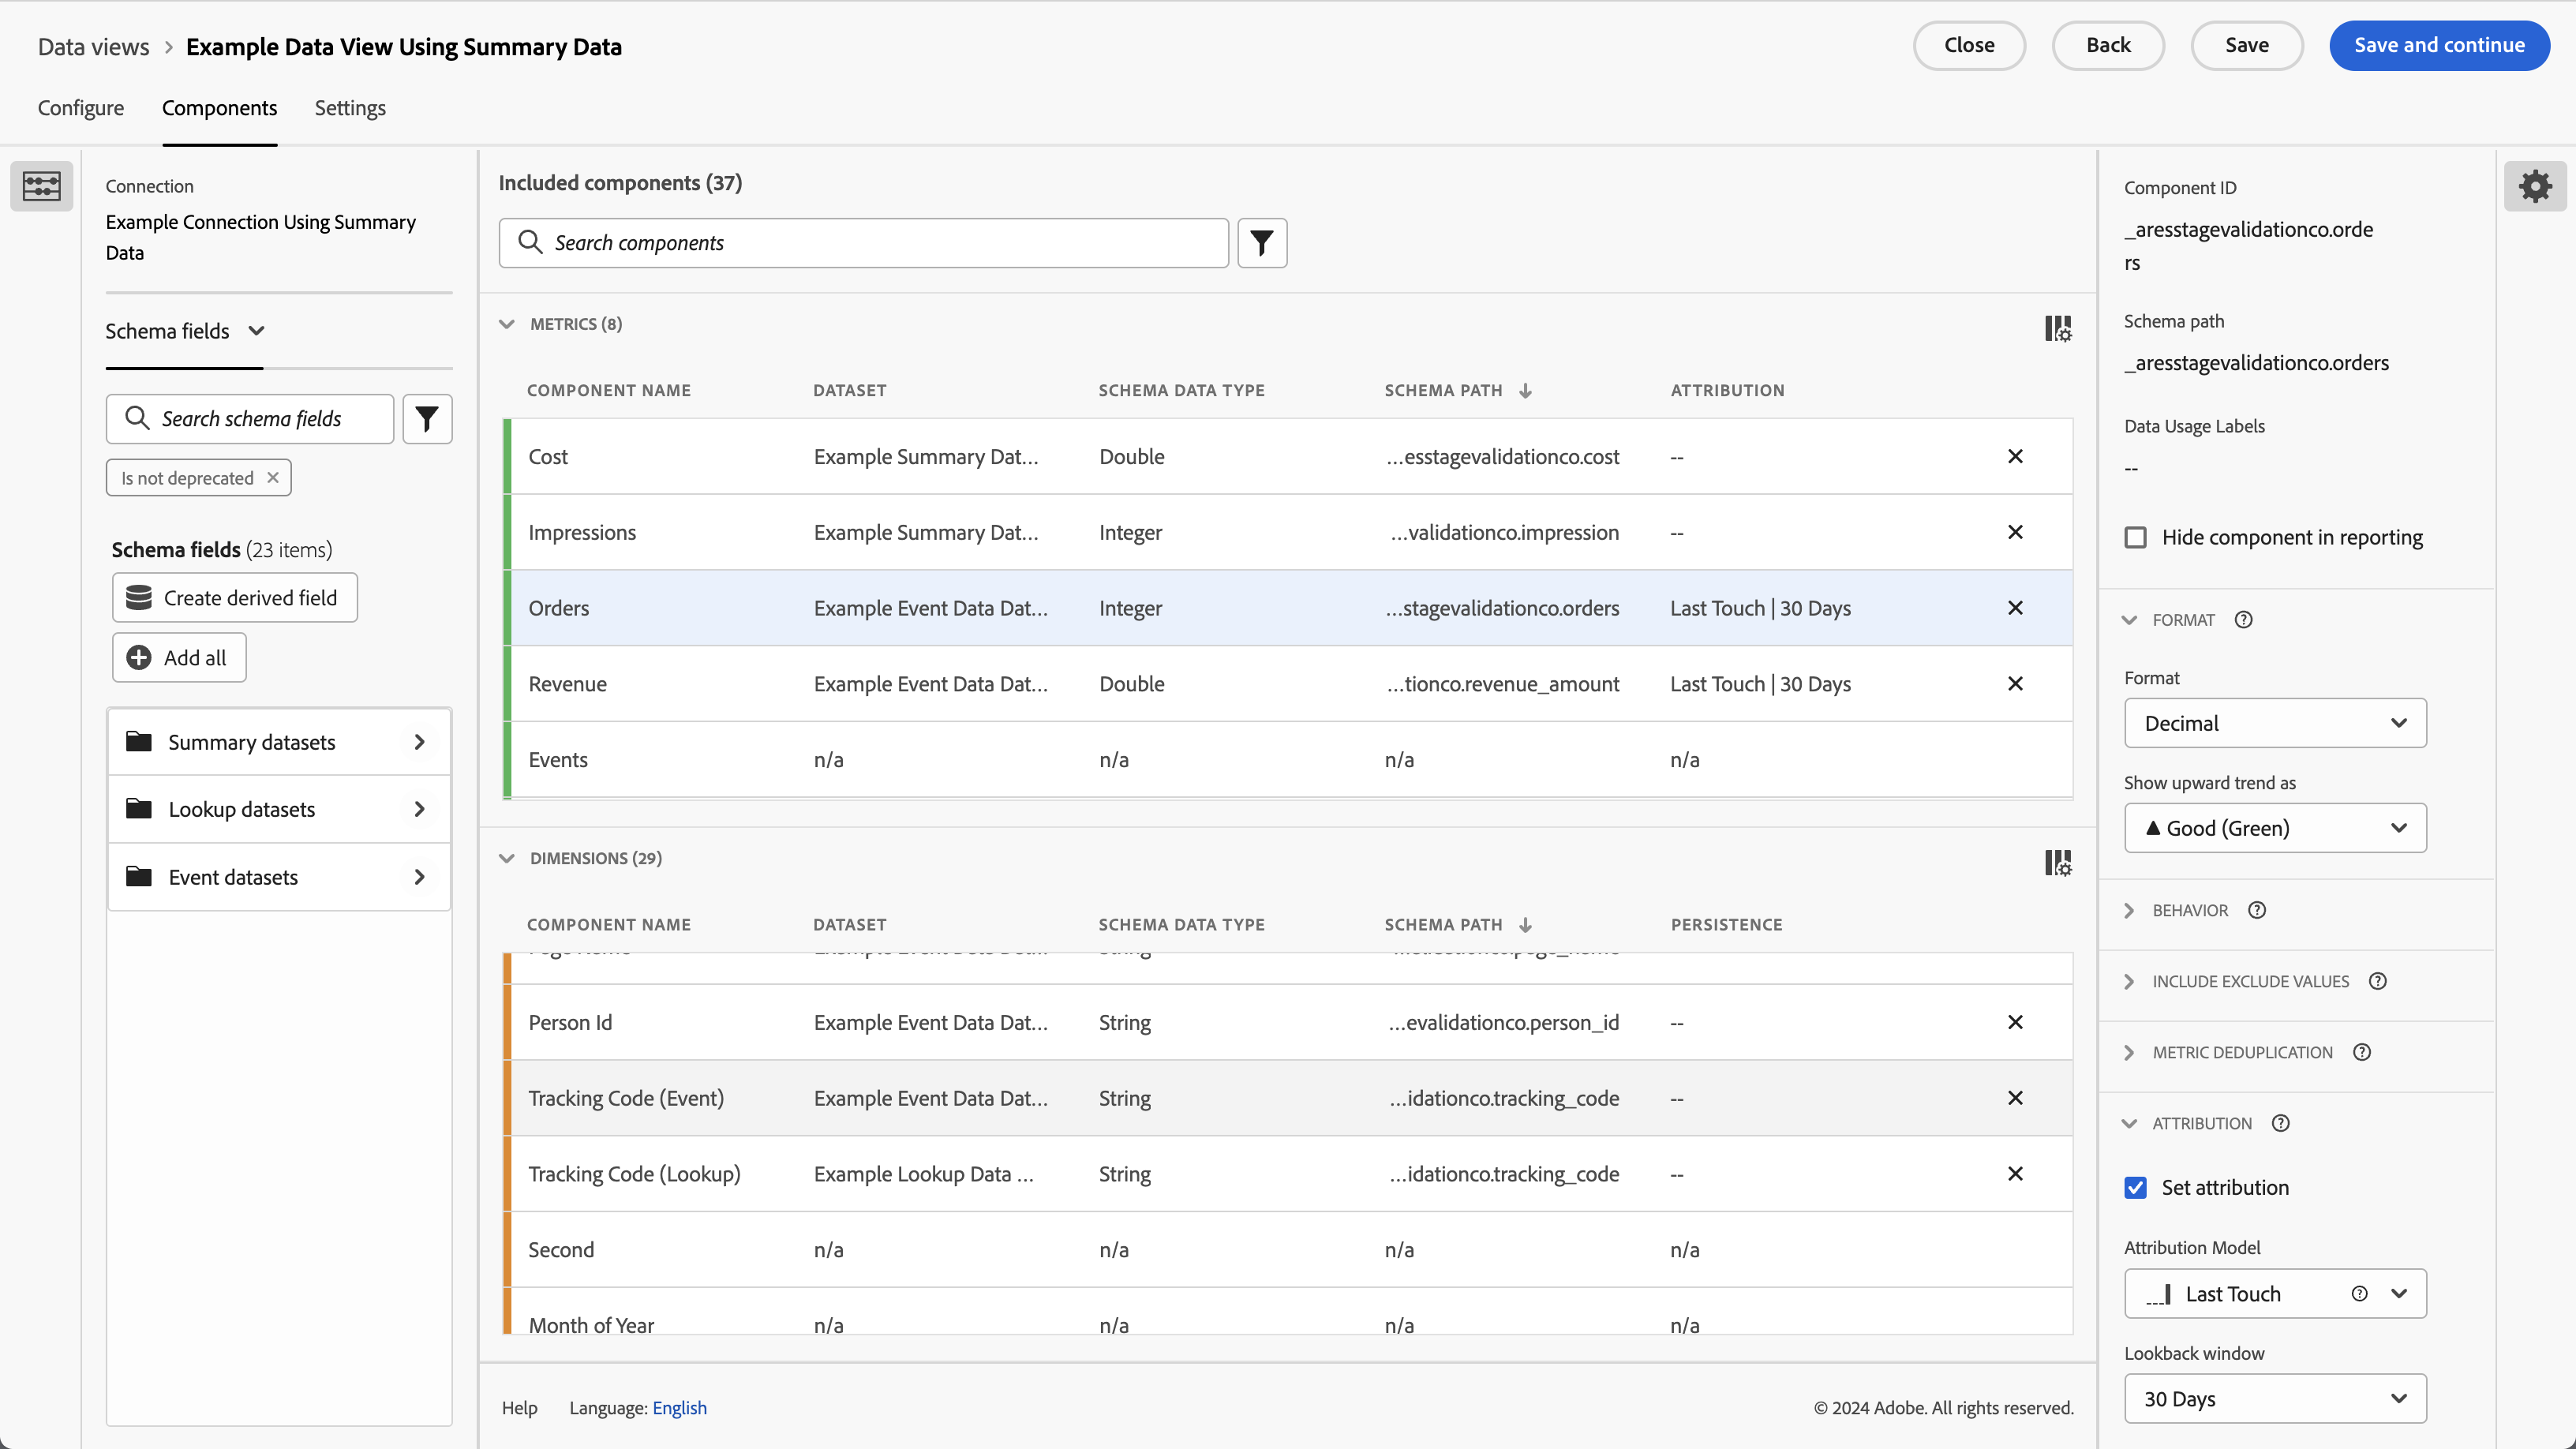 Data views > Example Data View Using Summary Data
Close
Back
Save
Save and continue
Configure
Components
Settings
Connection
Example Connection Using Summary
Data
Schema fields
Search schema fields
Is not deprecated
Schema fields (23 items)
Create derived field
Add all
Summary datasets
Lookup datasets
Event datasets
Included components (37)
Search components
METRICS (8)
COMPONENT NAME DATASET SCHEMA DATA TYPE SCHEMA PATH ATTRIBUTION
Cost Example Summary Dat... Double ...esstagevalidationco.cost --
Impressions Example Summary Dat... Integer ...validationco.impression --
Orders Example Event Data Dat... Integer ...stagevalidationco.orders Last Touch | 30 Days
Revenue Example Event Data Dat... Double ...tionco.revenue_amount Last Touch | 30 Days
Events n/a n/a n/a n/a
DIMENSIONS (29)
COMPONENT NAME DATASET SCHEMA DATA TYPE SCHEMA PATH PERSISTENCE
Person Id Example Event Data Dat... String ...evalidationco.person_id --
Tracking Code (Event) Example Event Data Dat... String ...idationco.tracking_code --
Tracking Code (Lookup) Example Lookup Data ... String ...idationco.tracking_code --
Second n/a n/a n/a n/a
Month of Year n/a n/a n/a n/a
Help
Language: English
© 2024 Adobe. All rights reserved.
Component ID
_aresstagevalidationco.orde
rs
Schema path
_aresstagevalidationco.orders
Data Usage Labels
--
Hide component in reporting
FORMAT
Format
Decimal
Show upward trend as
Good (Green)
BEHAVIOR
INCLUDE EXCLUDE VALUES
METRIC DEDUPLICATION
ATTRIBUTION
Set attribution
Attribution Model
Last Touch
Lookback window
30 Days